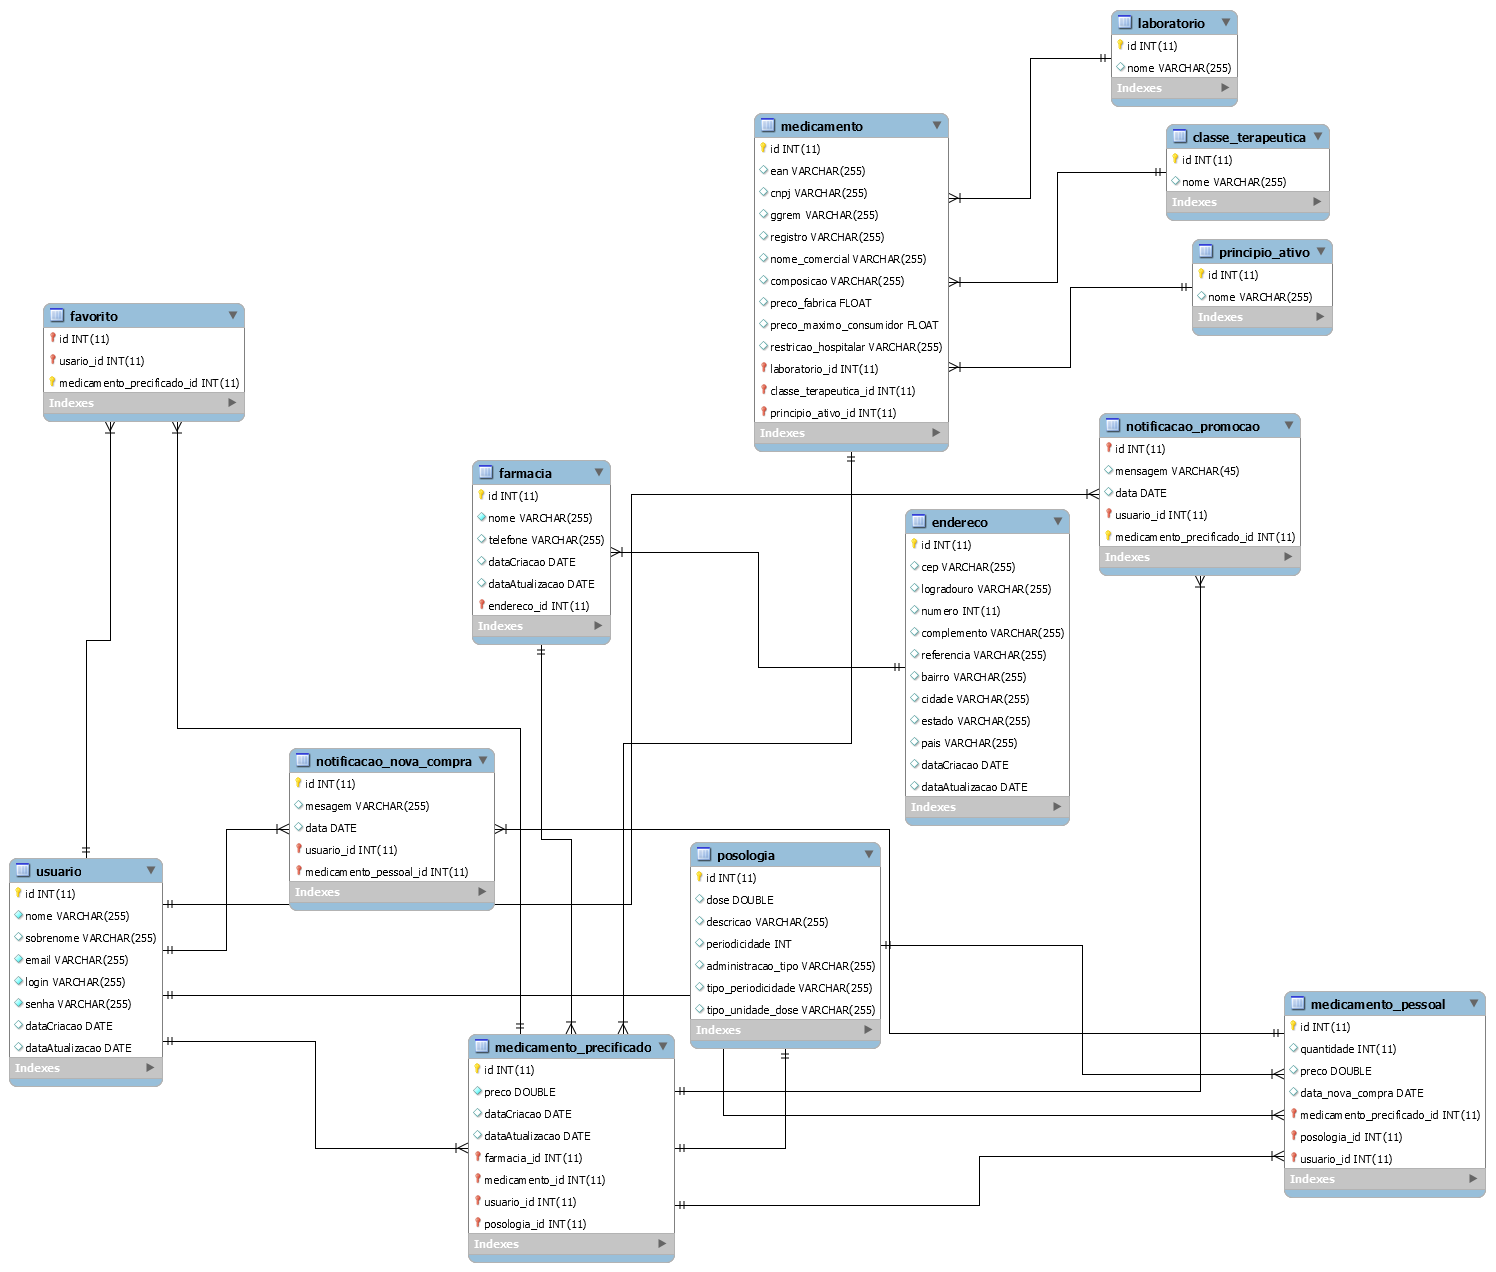 laboratorio
id INT(11)
nome VARCHAR(255)
Indexes
classe_terapeutica
id INT(11)
nome VARCHAR(255)
Indexes
principio_ativo
id INT(11)
nome VARCHAR(255)
Indexes
medicamento
id INT(11)
ean VARCHAR(255)
cnpj VARCHAR(255)
ggrem VARCHAR(255)
registro VARCHAR(255)
nome_comercial VARCHAR(255)
composicao VARCHAR(255)
preco_fabrica FLOAT
preco_maximo_consumidor FLOAT
restricao_hospitalar VARCHAR(255)
laboratorio_id INT(11)
classe_terapeutica_id INT(11)
principio_ativo_id INT(11)
Indexes
favorito
id INT(11)
usario_id INT(11)
medicamento_precificado_id INT(11)
Indexes
notificacao_promocao
id INT(11)
mensagem VARCHAR(45)
data DATE
usuario_id INT(11)
medicamento_precificado_id INT(11)
Indexes
farmacia
id INT(11)
nome VARCHAR(255)
telefone VARCHAR(255)
dataCriacao DATE
dataAtualizacao DATE
endereco_id INT(11)
Indexes
endereco
id INT(11)
cep VARCHAR(255)
logradouro VARCHAR(255)
numero INT(11)
complemento VARCHAR(255)
referencia VARCHAR(255)
bairro VARCHAR(255)
cidade VARCHAR(255)
estado VARCHAR(255)
pais VARCHAR(255)
dataCriacao DATE
dataAtualizacao DATE
Indexes
notificacao_nova_compra
id INT(11)
mesagem VARCHAR(255)
data DATE
usuario_id INT(11)
medicamento_pessoal_id INT(11)
Indexes
usuario
id INT(11)
nome VARCHAR(255)
sobrenome VARCHAR(255)
email VARCHAR(255)
login VARCHAR(255)
senha VARCHAR(255)
dataCriacao DATE
dataAtualizacao DATE
Indexes
posologia
id INT(11)
dose DOUBLE
descricao VARCHAR(255)
periodicidade INT
administracao_tipo VARCHAR(255)
tipo_periodicidade VARCHAR(255)
tipo_unidade_dose VARCHAR(255)
Indexes
medicamento_pessoal
id INT(11)
quantidade INT(11)
preco DOUBLE
data_nova_compra DATE
medicamento_precificado_id INT(11)
posologia_id INT(11)
usuario_id INT(11)
Indexes
medicamento_precificado
id INT(11)
preco DOUBLE
dataCriacao DATE
dataAtualizacao DATE
farmacia_id INT(11)
medicamento_id INT(11)
usuario_id INT(11)
posologia_id INT(11)
Indexes